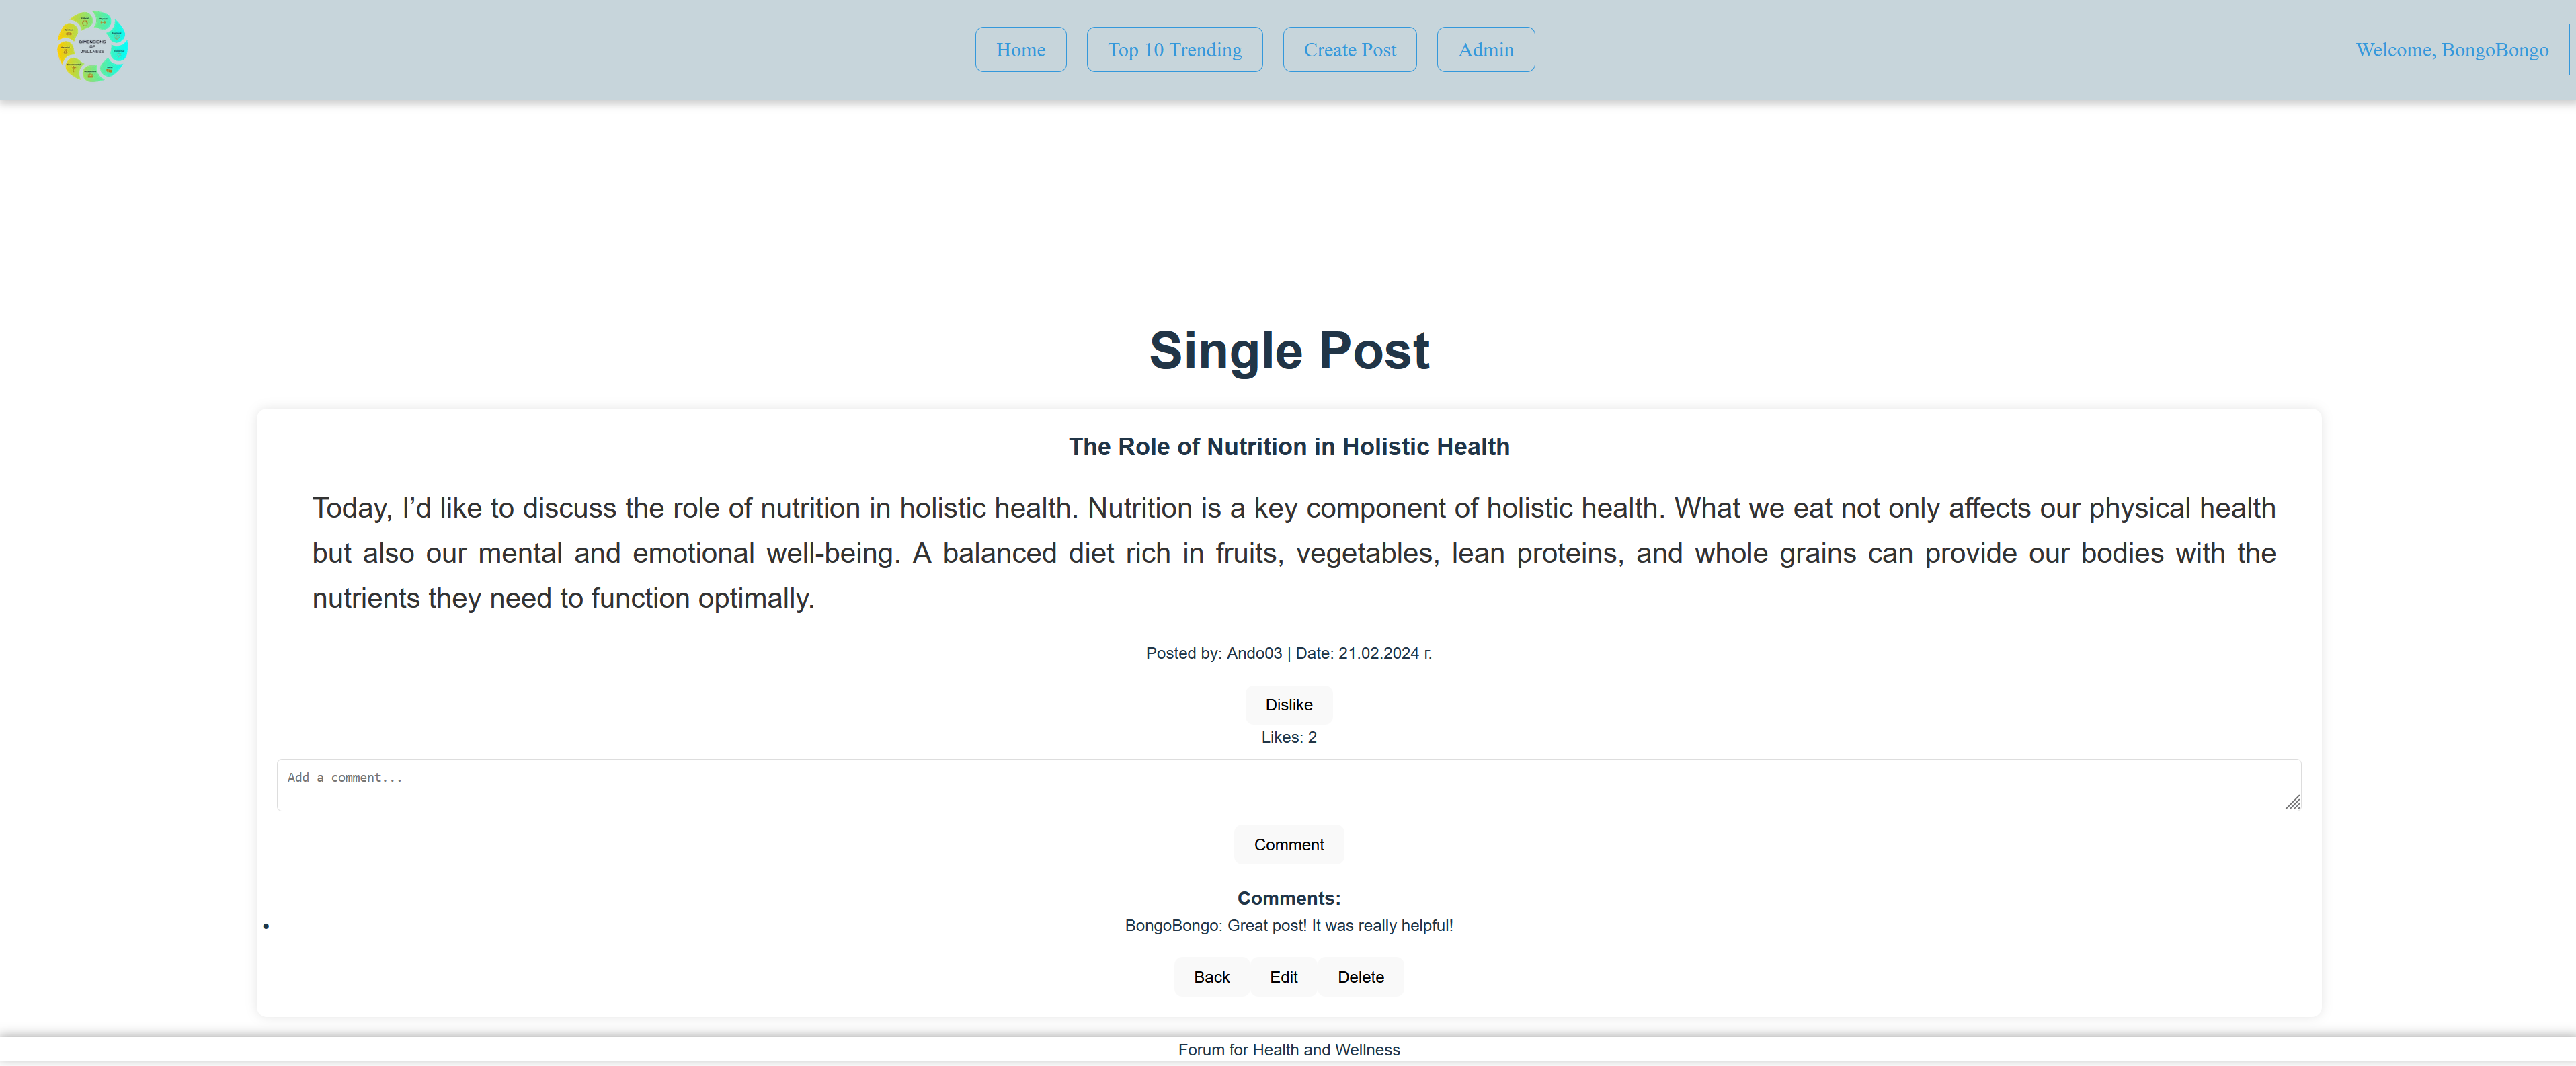 DIMENSIONS
OF
WELLNESS
Home
Top 10 Trending
Create Post
Admin
Welcome, BongoBongo
Single Post
The Role of Nutrition in Holistic Health
Today, I’d like to discuss the role of nutrition in holistic health. Nutrition is a key component of holistic health. What we eat not only affects our physical health
but also our mental and emotional well-being. A balanced diet rich in fruits, vegetables, lean proteins, and whole grains can provide our bodies with the
nutrients they need to function optimally.
Posted by: Ando03 | Date: 21.02.2024 г.
Dislike
Likes: 2
Add a comment...
Comment
Comments:
• BongoBongo: Great post! It was really helpful!
Back
Edit
Delete
Forum for Health and Wellness